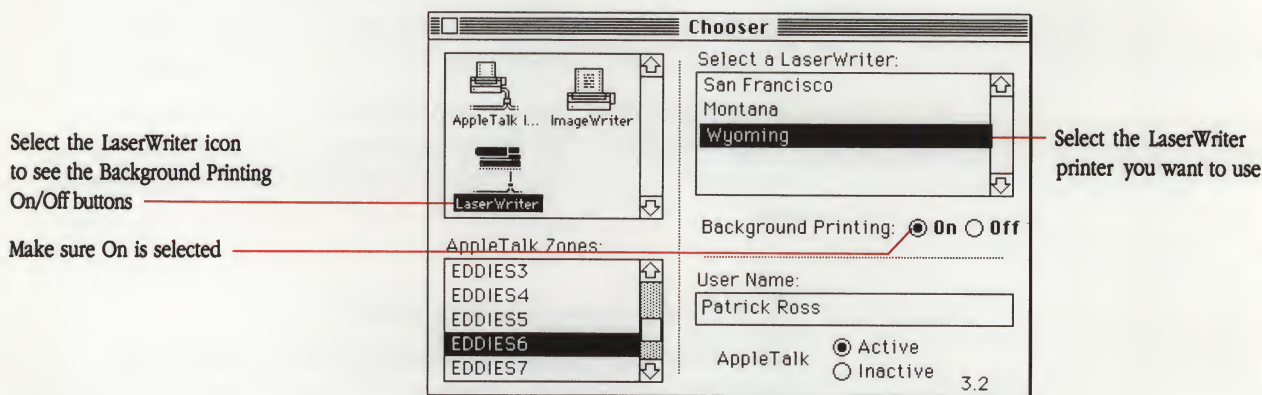 Chooser
AppleTalk I...
ImageWriter
LaserWriter
AppleTalk Zones:
EDDIES3
EDDIES4
EDDIES5
EDDIES6
EDDIES7
Select a LaserWriter:
San Francisco
Montana
Wyoming
Background Printing: On Off
User Name:
Patrick Ross
AppleTalk
Active
Inactive
3.2
Select the LaserWriter icon
to see the Background Printing
On/Off buttons
Make sure On is selected
Select the LaserWriter
printer you want to use